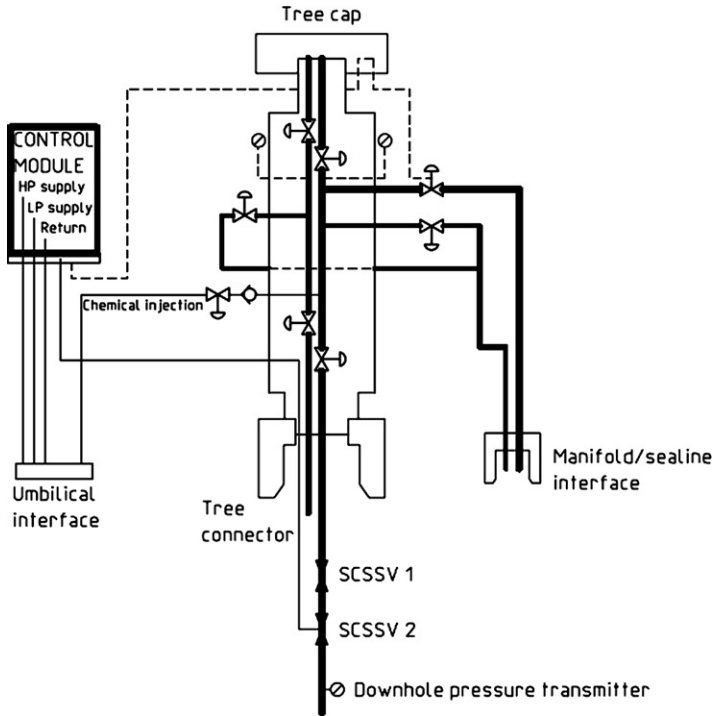 Tree cap
CONTROL
MODULE
HP supply
LP supply
Return
Chemical injection
Umbilical
interface
Tree
connector
Manifold/sealine
interface
SCSSV 1
SCSSV 2
Downhole pressure transmitter